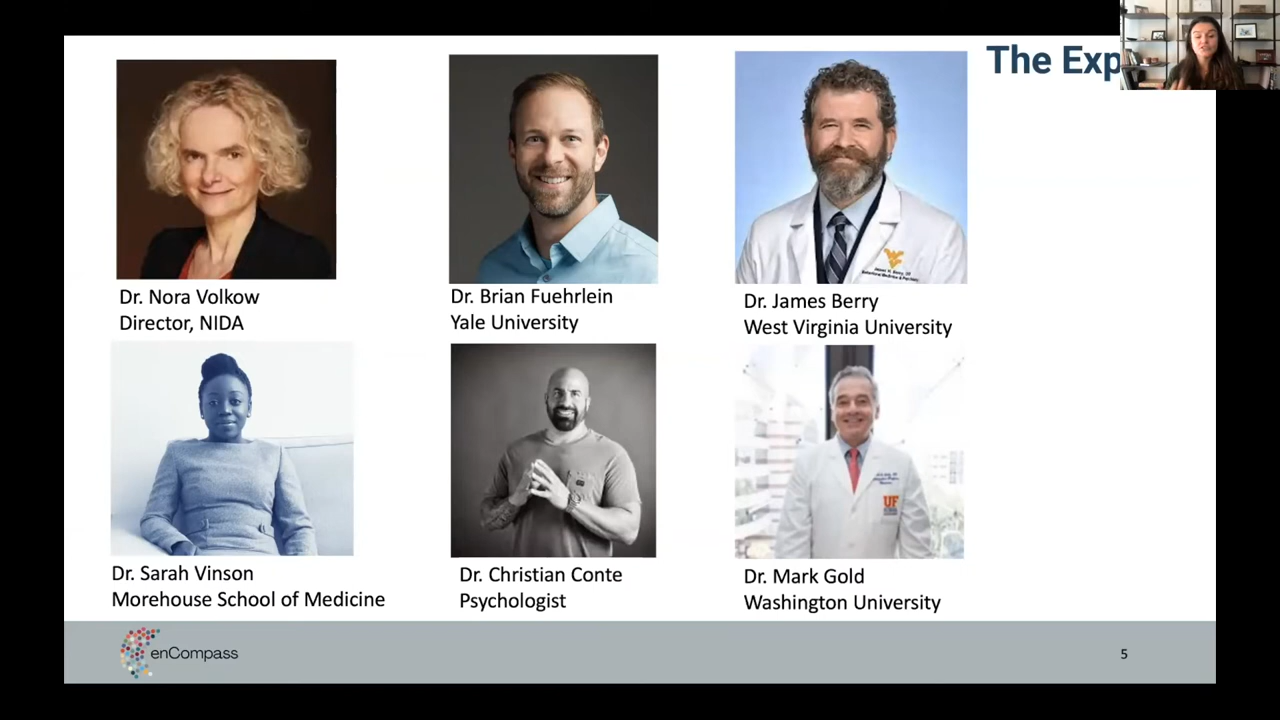 The Exp
Dr. Nora Volkow
Director, NIDA
Dr. Brian Fuehrlein
Yale University
Dr. James Berry
West Virginia University
Dr. Sarah Vinson
Morehouse School of Medicine
Dr. Christian Conte
Psychologist
UF
Dr. Mark Gold
Washington University
enCompass
5